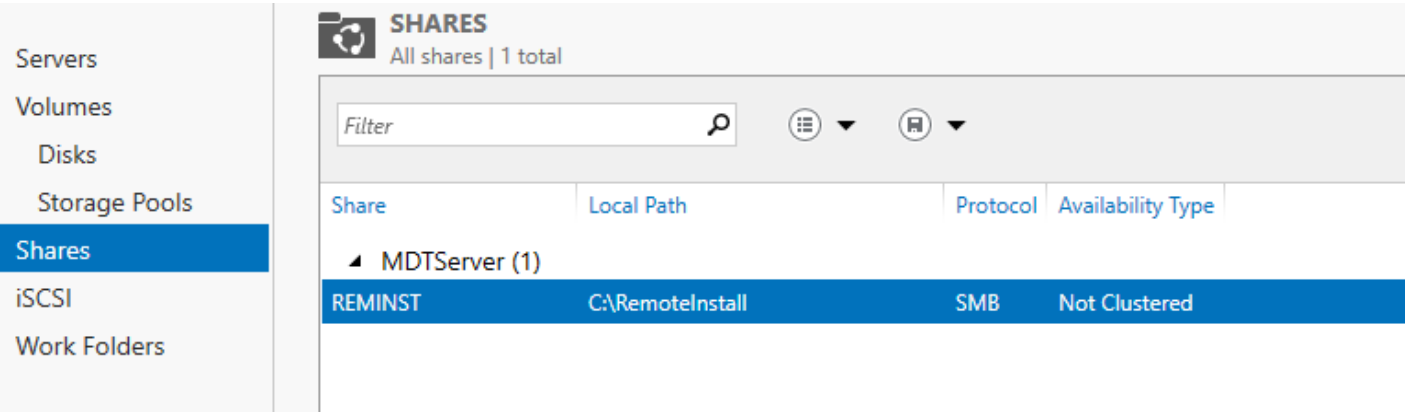 Servers
Volumes
Disks
Storage Pools
Shares
iSCSI
Work Folders
SHARES
All shares | 1 total
Filter
Share Local Path Protocol Availability Type
MDTServer (1)
REMINST C:\RemoteInstall SMB Not Clustered